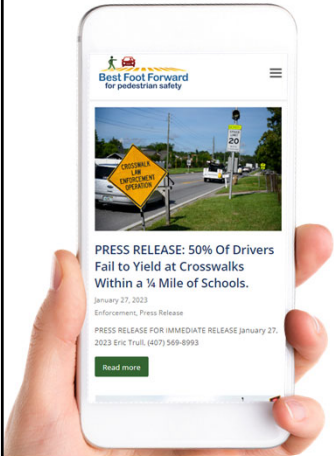 Best Foot Forward
for pedestrian safety
CROSSWALK
LAW
ENFORCEMENT
OPERATION
20
PRESS RELEASE: 50% Of Drivers
Fail to Yield at Crosswalks
Within a ¼ Mile of Schools.
January 27, 2023
Enforcement, Press Release
PRESS RELEASE FOR IMMEDIATE RELEASE January 27,
2023 Eric Trull, (407) 569-8993
Read more